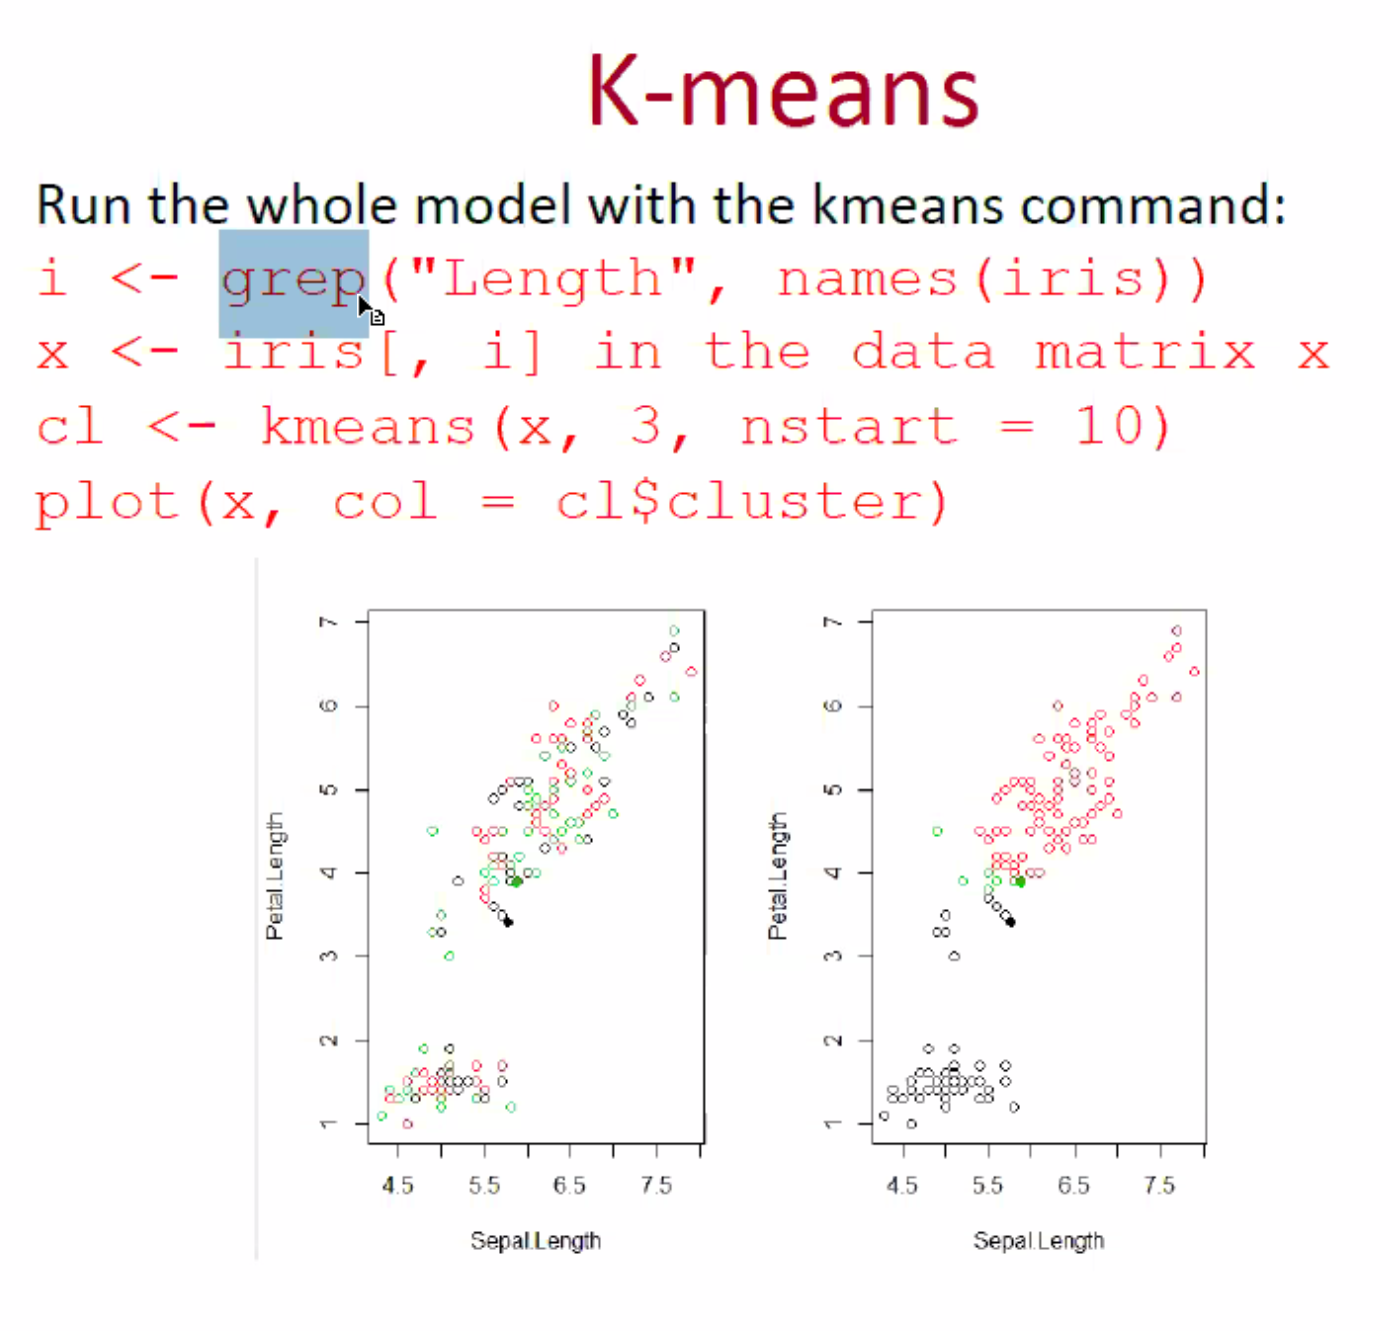 K-means
Run the whole model with the kmeans command:
i <- grep("Length", names(iris))
x <- iris[, i] in the data matrix x
cl <- kmeans(x, 3, nstart = 10)
plot(x, col = cl$cluster)
7
6
5
4
3
2
1
Petal.Length
4.5 5.5 6.5 7.5
Sepal.Length
7
6
5
4
3
2
1
Petal.Length
4.5 5.5 6.5 7.5
Sepal.Length